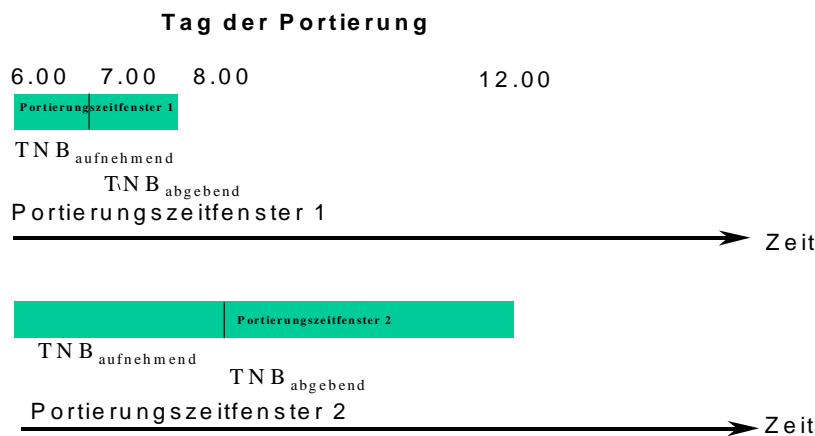 Tag der Portierung
6.00 7.00 8.00 12.00
Portierungszeitfenster 1
TNB aufnehmend
T\NB abgebend
Portierungszeitfenster 1
Zeit
Portierungszeitfenster 2
TNB aufnehmend
TNB abgebend
Portierungszeitfenster 2
Zeit